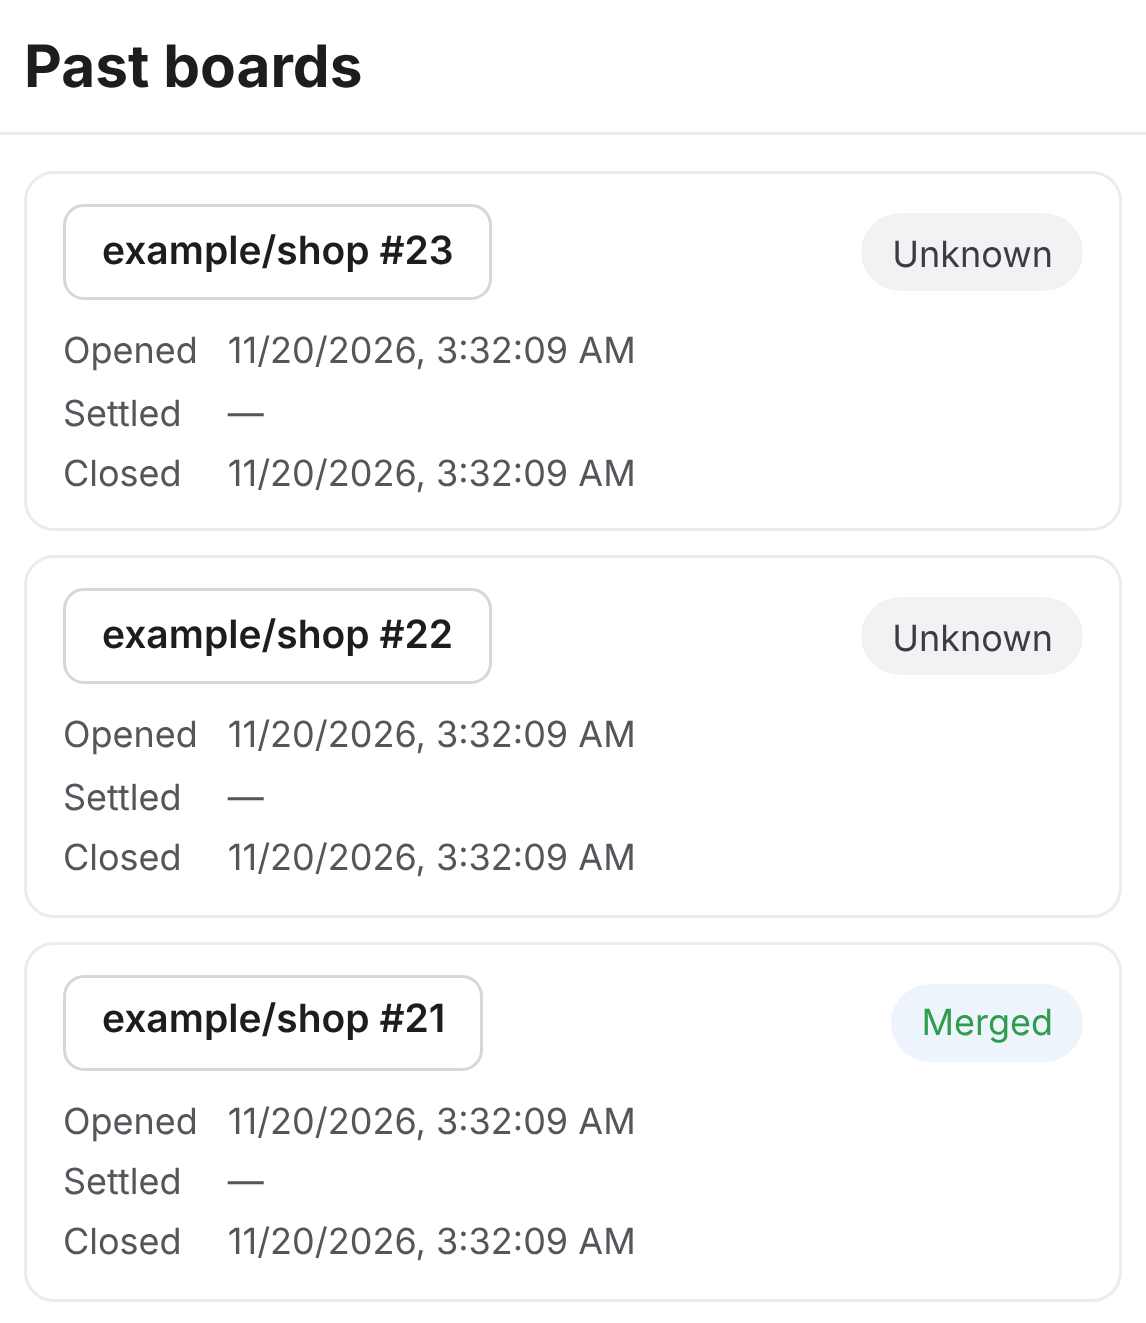 Past boards
example/shop #23 Unknown
Opened 11/20/2026, 3:32:09 AM
Settled —
Closed 11/20/2026, 3:32:09 AM
example/shop #22 Unknown
Opened 11/20/2026, 3:32:09 AM
Settled —
Closed 11/20/2026, 3:32:09 AM
example/shop #21 Merged
Opened 11/20/2026, 3:32:09 AM
Settled —
Closed 11/20/2026, 3:32:09 AM